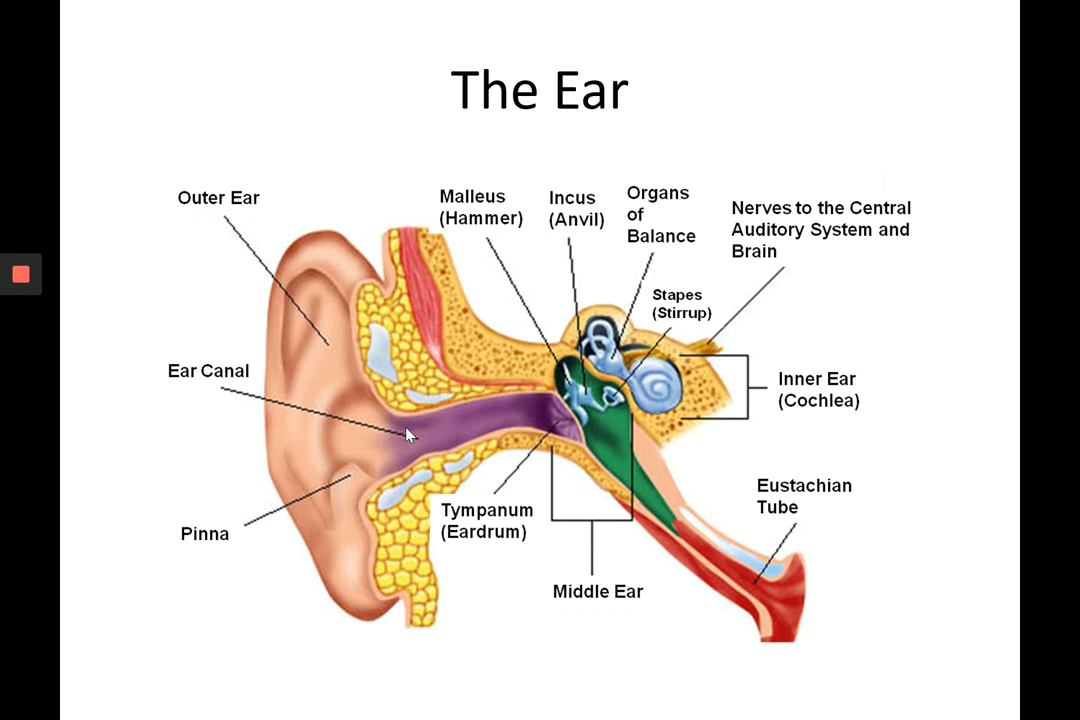 The Ear
Outer Ear
Malleus
(Hammer)
Incus
(Anvil)
Organs
of
Balance
Nerves to the Central
Auditory System and
Brain
Stapes
(Stirrup)
Ear Canal
Inner Ear
(Cochlea)
Pinna
Tympanum
(Eardrum)
Eustachian
Tube
Middle Ear